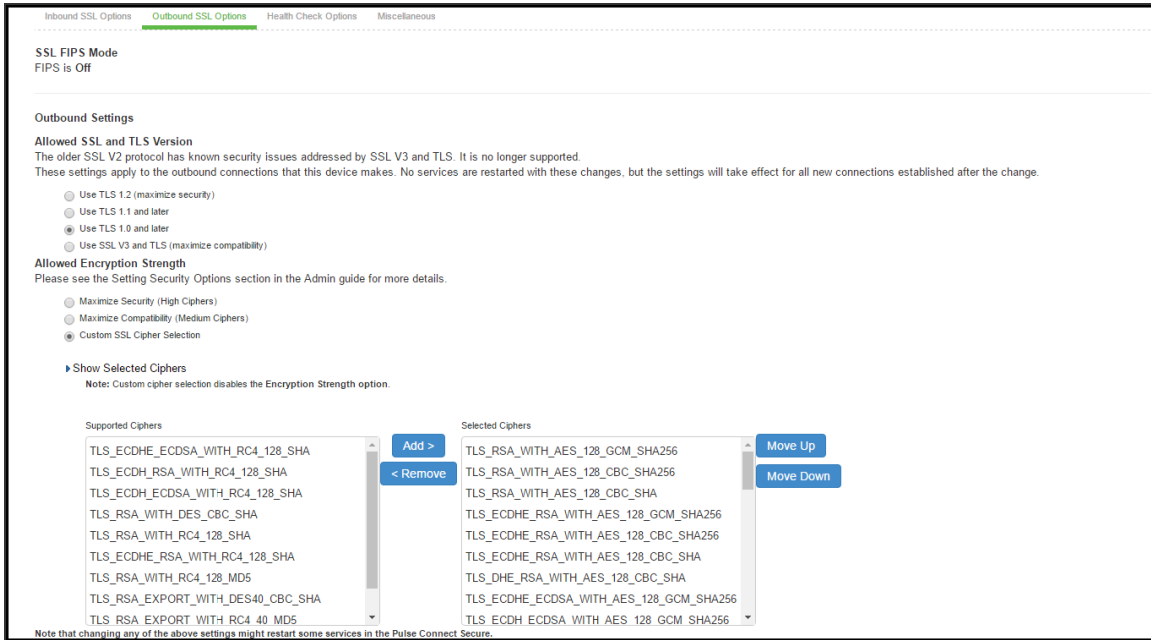 Inbound SSL Options Outbound SSL Options Health Check Options Miscellaneous
SSL FIPS Mode
FIPS is Off
Outbound Settings
Allowed SSL and TLS Version
The older SSL V2 protocol has known security issues addressed by SSL V3 and TLS. It is no longer supported.
These settings apply to the outbound connections that this device makes. No services are restarted with these changes, but the settings will take effect for all new connections established after the change.
Use TLS 1.2 (maximize security)
Use TLS 1.1 and later
Use TLS 1.0 and later
Use SSL V3 and TLS (maximize compatibility)
Allowed Encryption Strength
Please see the Setting Security Options section in the Admin guide for more details.
Maximize Security (High Ciphers)
Maximize Compatibility (Medium Ciphers)
Custom SSL Cipher Selection
Show Selected Ciphers
Note: Custom cipher selection disables the Encryption Strength option.
Supported Ciphers
TLS_ECDHE_ECDSA_WITH_RC4_128_SHA
TLS_ECDH_RSA_WITH_RC4_128_SHA
TLS_ECDH_ECDSA_WITH_RC4_128_SHA
TLS_RSA_WITH_DES_CBC_SHA
TLS_RSA_WITH_RC4_128_SHA
TLS_ECDHE_RSA_WITH_RC4_128_SHA
TLS_RSA_WITH_RC4_128_MD5
TLS_RSA_EXPORT_WITH_DES40_CBC_SHA
TLS_RSA_EXPORT_WITH_RC4_40_MD5
Add >
< Remove
Selected Ciphers
TLS_RSA_WITH_AES_128_GCM_SHA256
TLS_RSA_WITH_AES_128_CBC_SHA256
TLS_RSA_WITH_AES_128_CBC_SHA
TLS_ECDHE_RSA_WITH_AES_128_GCM_SHA256
TLS_ECDHE_RSA_WITH_AES_128_CBC_SHA256
TLS_ECDHE_RSA_WITH_AES_128_CBC_SHA
TLS_DHE_RSA_WITH_AES_128_CBC_SHA
TLS_ECDHE_ECDSA_WITH_AES_128_GCM_SHA256
TLS_ECDH_ECDSA_WITH_AES_128_GCM_SHA256
Move Up
Move Down
Note that changing any of the above settings might restart some services in the Pulse Connect Secure.